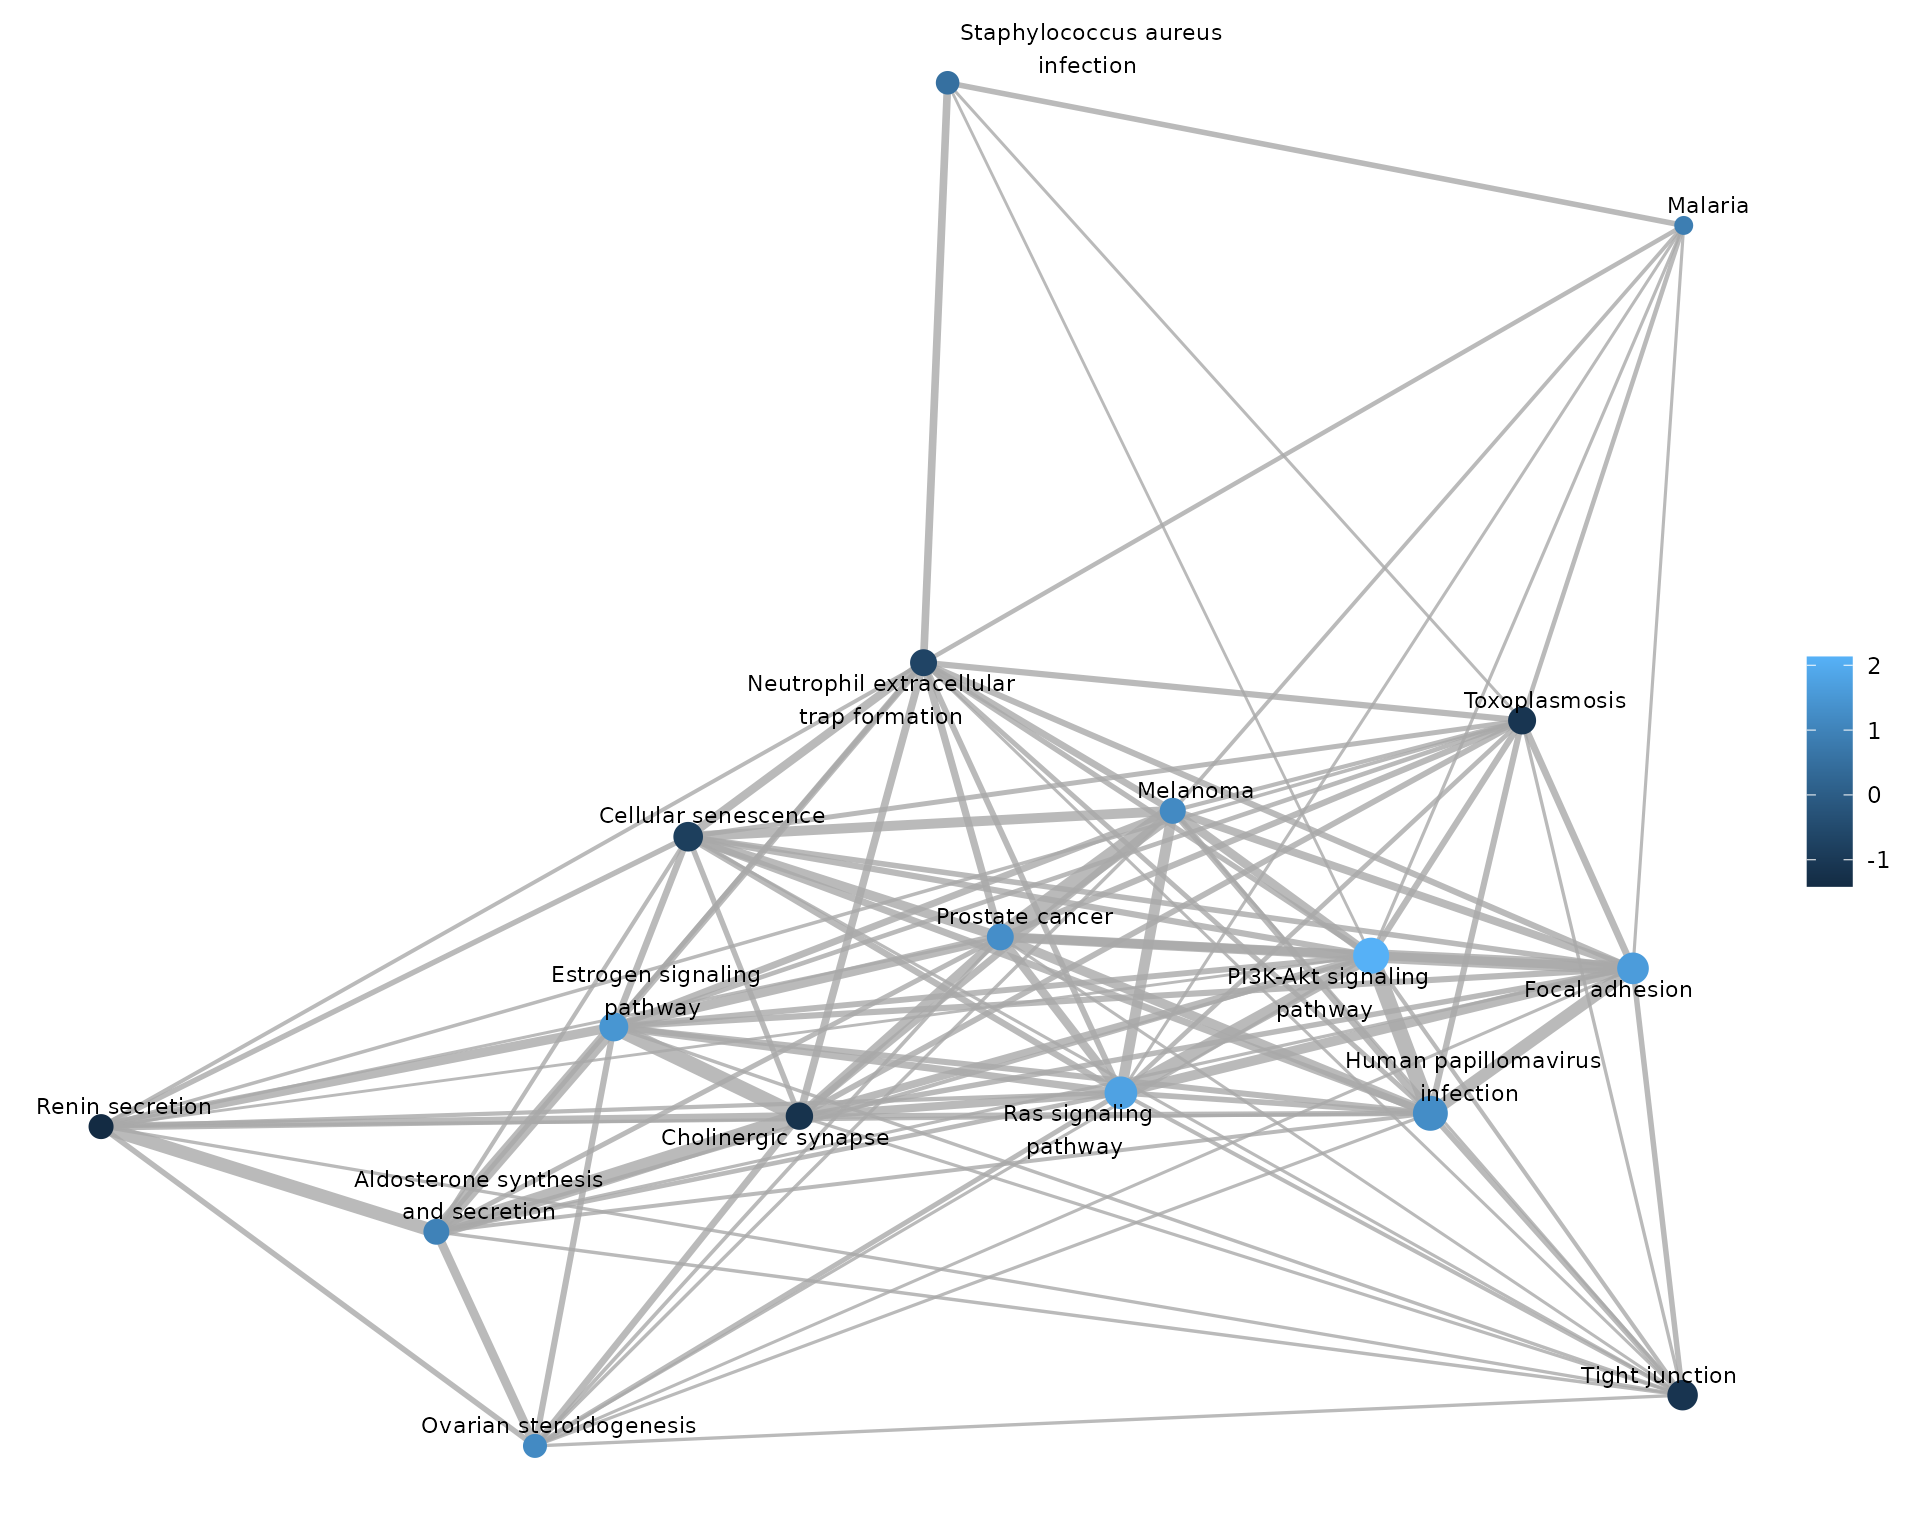 Staphylococcus aureus
infection
Malaria
2
1
0
-1
Neutrophil extracellular
trap formation
Toxoplasmosis
Melanoma
Cellular senescence
Prostate cancer
Estrogen signaling
pathway
PI3K-Akt signaling
pathway
Focal adhesion
Human papillomavirus
infection
Renin secretion
Ras signaling
pathway
Cholinergic synapse
Aldosterone synthesis
and secretion
Tight junction
Ovarian steroidogenesis